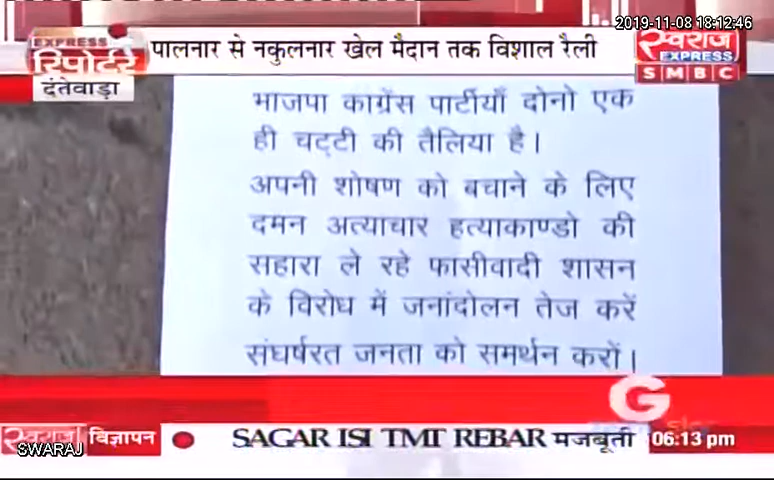 2019-11-08 18:12:46
EXPRESS
रिपोर्टर
दंतेवाड़ा
पालनार से नकुलनार खेल मैदान तक विशाल रैली
स्वराज
EXPRESS
SMBC
भाजपा काग्रेंस पार्टीयाँ दोनो एक
ही चट्टी की तैलिया है।
अपनी शोषण को बचाने के लिए
दमन अत्याचार हत्याकाण्डो की
सहारा ले रहे फासीवादी शासन
के विरोध में जनांदोलन तेज करें
संघर्षरत जनता को समर्थन करों।
G
स्वराज
विज्ञापन
SAGAR ISI TMT REBAR मजबूती
06:13 pm
SWARAJ